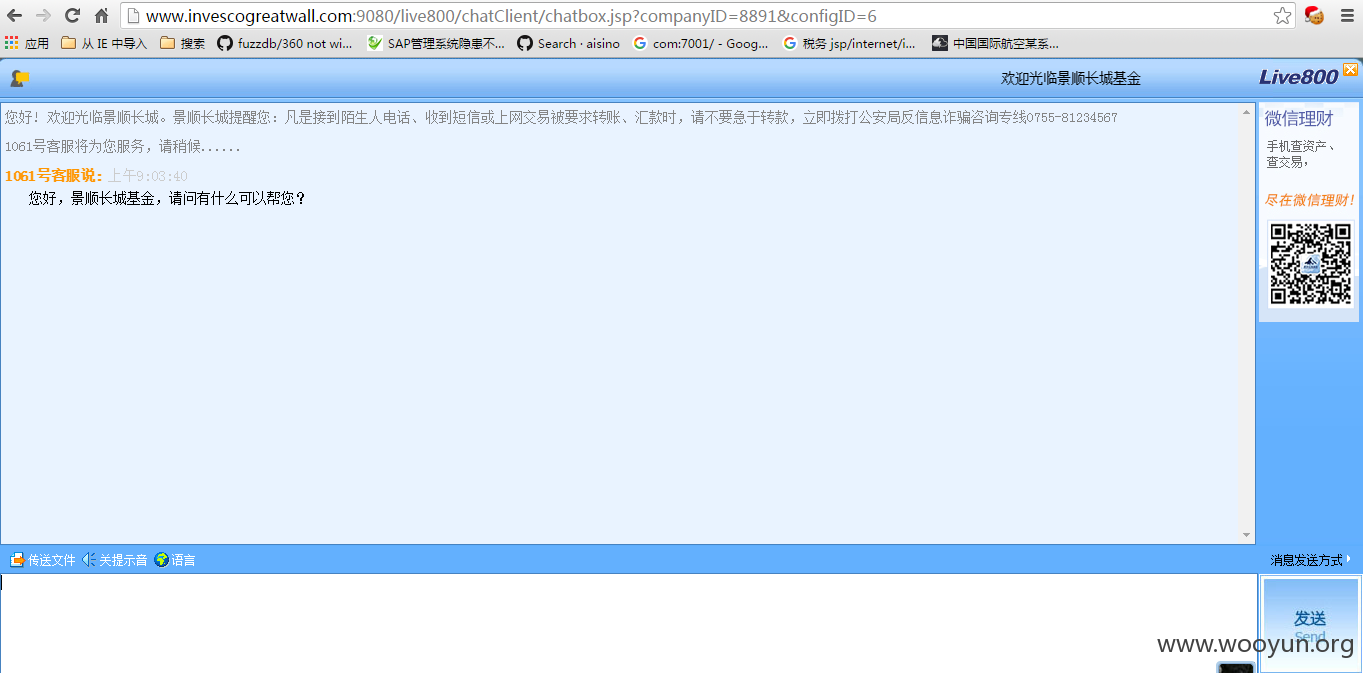 www.invescogreatwall.com:9080/live800/chatClient/chatbox.jsp?companyID=8891&configID=6
应用 从 IE 中导入 搜索 fuzzdb/360 not wi... SAP管理系统隐患不... Search · aisino com:7001/ - Goog... 税务 jsp/internet/i... 中国国际航空某系...
欢迎光临景顺长城基金 Live800
您好！欢迎光临景顺长城。景顺长城提醒您：凡是接到陌生人电话、收到短信或上网交易被要求转账、汇款时，请不要急于转款，立即拨打公安局反信息诈骗咨询专线0755-81234567
1061号客服将为您服务，请稍候......
1061号客服说：上午9:03:40
您好，景顺长城基金，请问有什么可以帮您？
微信理财
手机查资产、
查交易，
尽在微信理财！
传送文件 关提示音 语言 消息发送方式
发送
Send
www.wooyun.org